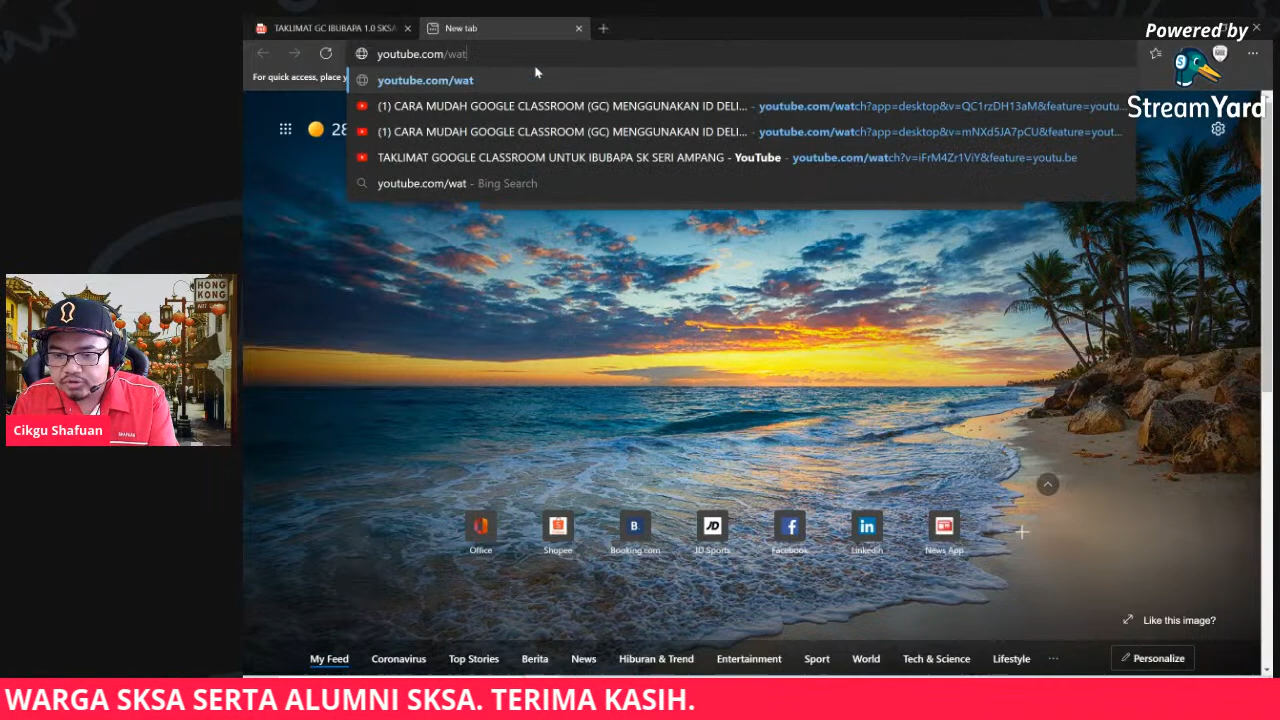 TAKLIMAT GC IBUBAPA 1.0 SKSA
New tab
Powered by
youtube.com/wat
For quick access, place y
youtube.com/wat
(1) CARA MUDAH GOOGLE CLASSROOM (GC) MENGGUNAKAN ID DELI... - youtube.com/watch?app=desktop&v=QC1rzDH13aM&feature=youtu...
StreamYard
28
(1) CARA MUDAH GOOGLE CLASSROOM (GC) MENGGUNAKAN ID DELI... - youtube.com/watch?app=desktop&v=mNXd5JA7pCU&feature=yout...
TAKLIMAT GOOGLE CLASSROOM UNTUK IBUBAPA SK SERI AMPANG - YouTube - youtube.com/watch?v=iFrM4Zr1ViY&feature=youtu.be
youtube.com/wat - Bing Search
HONG
KONG
Cikgu Shafuan
SHAFUAN
B.
JD
Office
Shopee
Booking.com
JD Sports
Facebook
LinkedIn
News App
Like this image?
My Feed
Coronavirus
Top Stories
Berita
News
Hiburan & Trend
Entertainment
Sport
World
Tech & Science
Lifestyle
Personalize
WARGA SKSA SERTA ALUMNI SKSA. TERIMA KASIH.